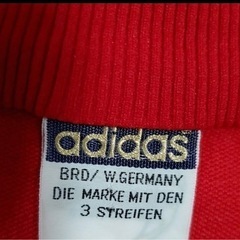 adidas
BRD/ W.GERMANY
DIE MARKE MIT DEN
3 STREIFEN